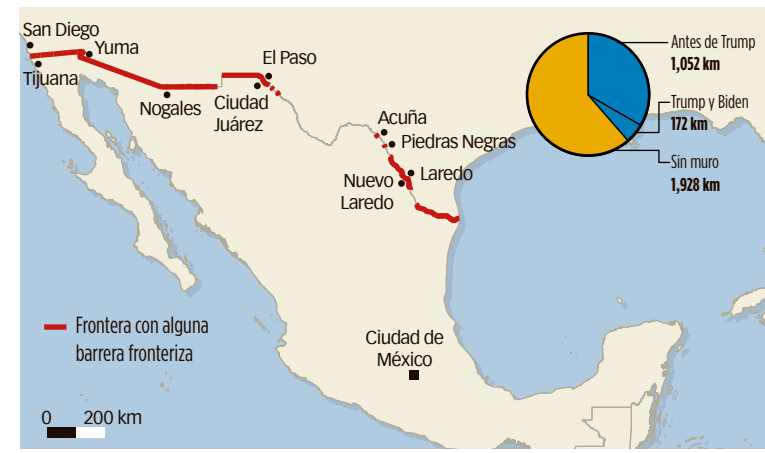 San Diego
Yuma
Tijuana
Nogales
Ciudad
Juárez
El Paso
Acuña
Piedras Negras
Laredo
Nuevo
Laredo
Antes de Trump
1,052 km
Trump y Biden
172 km
Sin muro
1,928 km
Frontera con alguna
barrera fronteriza
Ciudad de
México
0 200 km